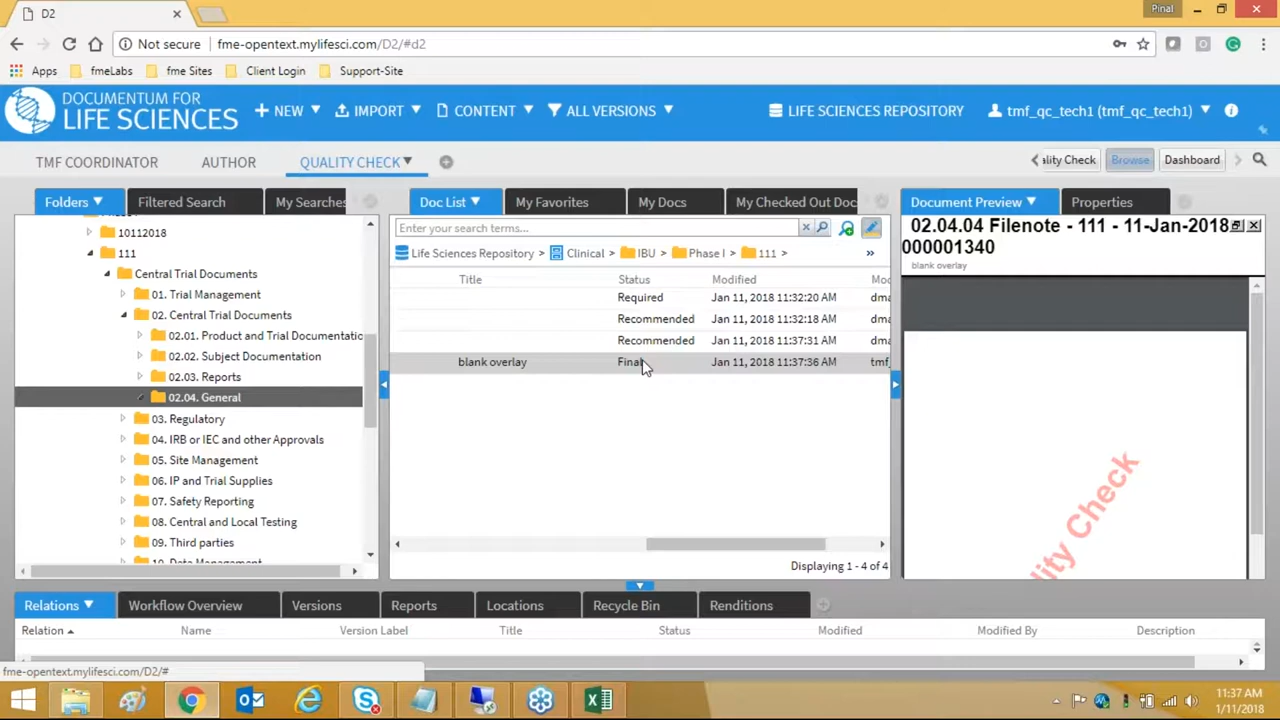 D2
Pinal
Not secure fme-opentext.mylifesci.com/D2/#d2
Apps fmeLabs fme Sites Client Login Support-Site
DOCUMENTUM FOR
LIFE SCIENCES
NEW IMPORT CONTENT ALL VERSIONS LIFE SCIENCES REPOSITORY tmf_qc_tech1 (tmf_qc_tech1)
TMF COORDINATOR AUTHOR QUALITY CHECK
ality Check Browse Dashboard
Folders Filtered Search My Searches
Doc List My Favorites My Docs My Checked Out Doc
Document Preview Properties
10112018
111
Central Trial Documents
01. Trial Management
02. Central Trial Documents
02.01. Product and Trial Documentatio
02.02. Subject Documentation
02.03. Reports
02.04. General
03. Regulatory
04. IRB or IEC and other Approvals
05. Site Management
06. IP and Trial Supplies
07. Safety Reporting
08. Central and Local Testing
09. Third parties
10. Data Management
Enter your search terms...
Life Sciences Repository > Clinical > IBU > Phase I > 111 > »
Title Status Modified Moc
Required Jan 11, 2018 11:32:20 AM dma
Recommended Jan 11, 2018 11:32:18 AM dma
Recommended Jan 11, 2018 11:37:31 AM dma
blank overlay Final Jan 11, 2018 11:37:36 AM tmf_
Displaying 1 - 4 of 4
02.04.04 Filenote - 111 - 11-Jan-2018
000001340
blank overlay
ality Check
Relations Workflow Overview Versions Reports Locations Recycle Bin Renditions
Relation Name Version Label Title Status Modified Modified By Description
fme-opentext.mylifesci.com/D2/#
11:37 AM
1/11/2018